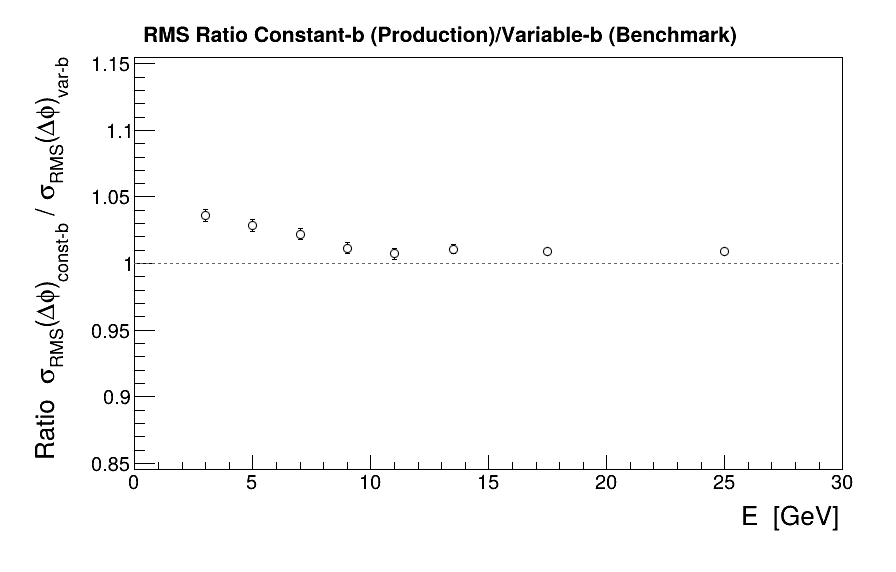 RMS Ratio Constant-b (Production)/Variable-b (Benchmark)
Ratio σRMS(Δϕ)const-b / σRMS(Δϕ)var-b
1.15
1.1
1.05
1
0.95
0.9
0.85
0 5 10 15 20 25 30
E [GeV]